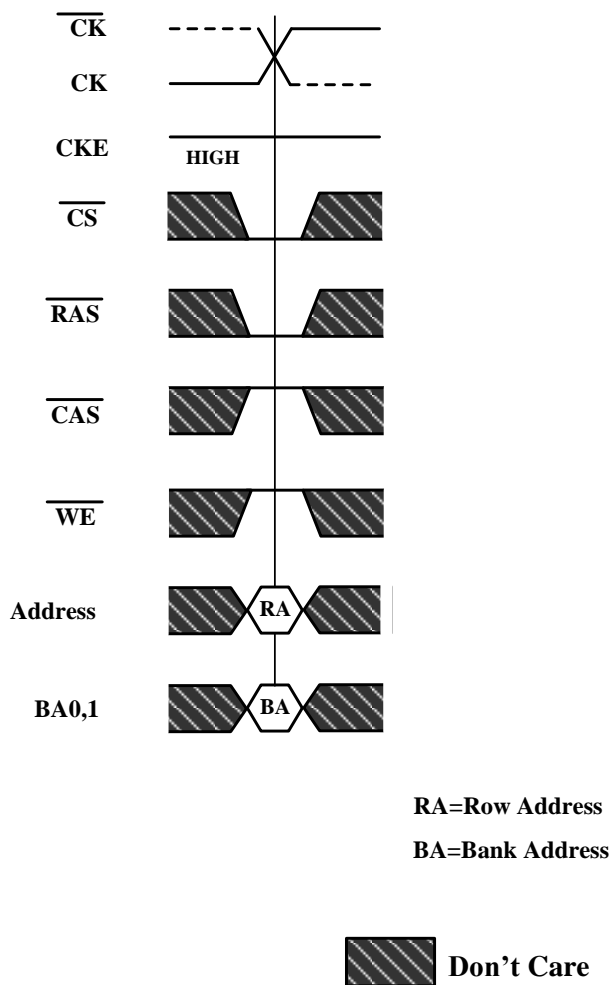 CK
CK
CKE
HIGH
CS
RAS
CAS
WE
Address
RA
BA0,1
BA
RA=Row Address
BA=Bank Address
Don't Care